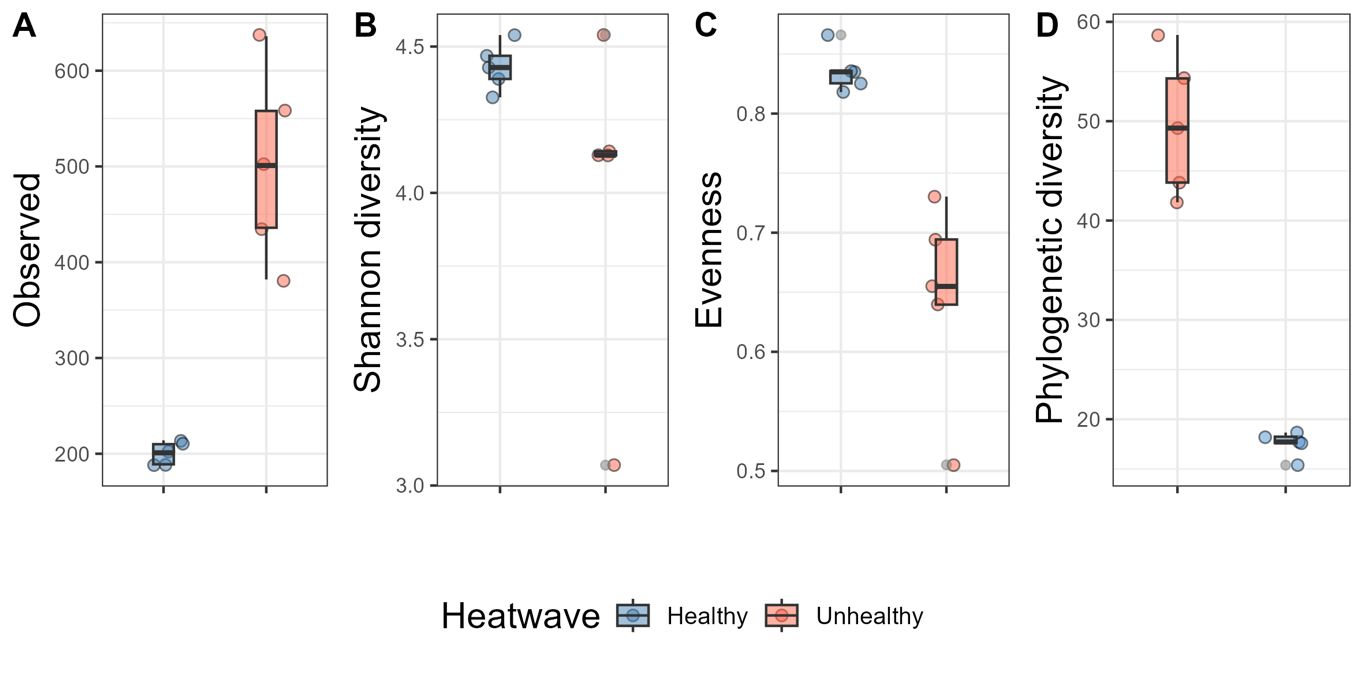 A
Observed
600
500
400
300
200
B
Shannon diversity
4.5
4.0
3.5
3.0
C
Evenness
0.8
0.7
0.6
0.5
D
Phylogenetic diversity
60
50
40
30
20
Heatwave Healthy Unhealthy